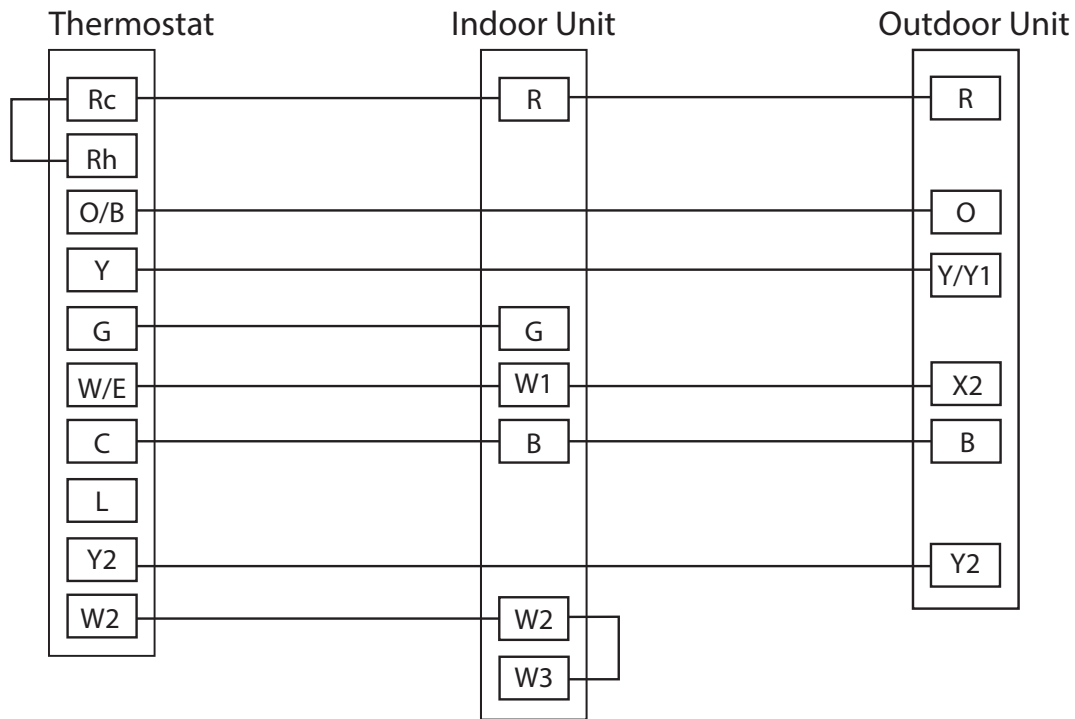 Thermostat Indoor Unit Outdoor Unit
Rc R R
Rh
O/B O
Y Y/Y1
G G
W/E W1 X2
C B B
L
Y2 Y2
W2 W2
W3